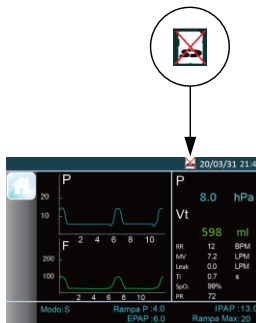 20/03/31 21:4
P
20
10
2 4 6 8 10
F
200
100
2 4 6 8 10
P
8.0 hPa
Vt
598 ml
RR 12 BPM
MV 7.2 LPM
Leak 0.0 LPM
Ti 0.7 s
SpO₂ 99%
PR 72
Modo:S Rampa P :4.0 IPAP :13.0
EPAP :6.0 Rampa Max: 20